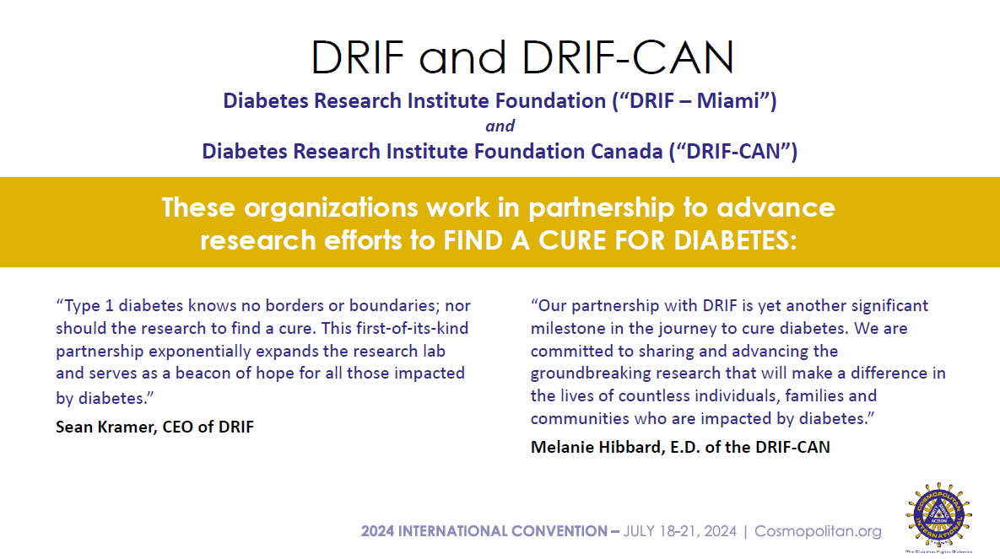 DRIF and DRIF-CAN
Diabetes Research Institute Foundation (“DRIF – Miami”)
and
Diabetes Research Institute Foundation Canada (“DRIF-CAN”)
These organizations work in partnership to advance
research efforts to FIND A CURE FOR DIABETES:
“Type 1 diabetes knows no borders or boundaries; nor
should the research to find a cure. This first-of-its-kind
partnership exponentially expands the research lab
and serves as a beacon of hope for all those impacted
by diabetes.”
Sean Kramer, CEO of DRIF
“Our partnership with DRIF is yet another significant
milestone in the journey to cure diabetes. We are
committed to sharing and advancing the
groundbreaking research that will make a difference in
the lives of countless individuals, families and
communities who are impacted by diabetes.”
Melanie Hibbard, E.D. of the DRIF-CAN
2024 INTERNATIONAL CONVENTION – JULY 18-21, 2024 | Cosmopolitan.org
COSMOPOLITAN
INTERNATIONAL
UNITY
SERVICE
ACTION
The Club that Fights Diabetes